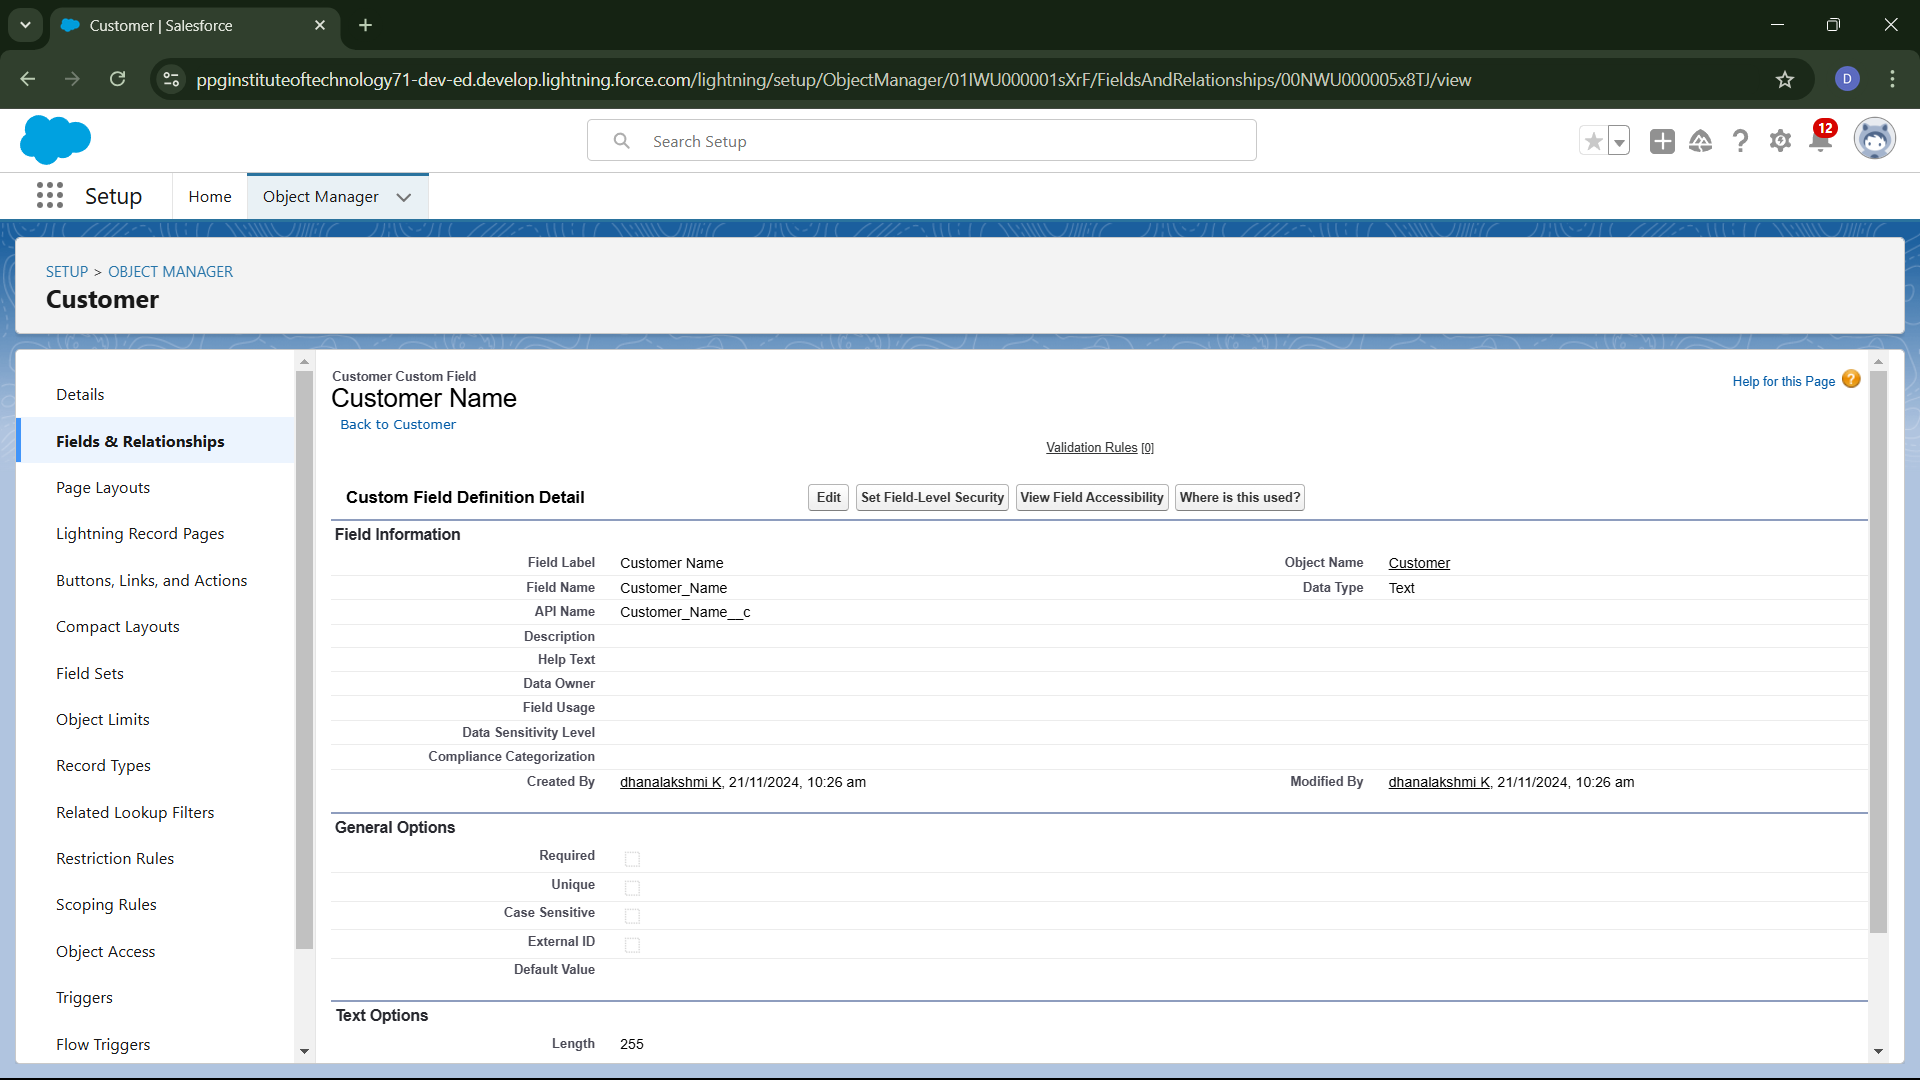 Customer | Salesforce
ppginstituteoftechnology71-dev-ed.develop.lightning.force.com/lightning/setup/ObjectManager/01IWU000001sXrF/FieldsAndRelationships/00NWU000005x8TJ/view
D
Search Setup
12
Setup
Home
Object Manager
SETUP > OBJECT MANAGER
Customer
Details
Fields & Relationships
Page Layouts
Lightning Record Pages
Buttons, Links, and Actions
Compact Layouts
Field Sets
Object Limits
Record Types
Related Lookup Filters
Restriction Rules
Scoping Rules
Object Access
Triggers
Flow Triggers
Customer Custom Field
Customer Name
Back to Customer
Help for this Page
Validation Rules [0]
Custom Field Definition Detail
Edit
Set Field-Level Security
View Field Accessibility
Where is this used?
Field Information
Field Label Customer Name Object Name Customer
Field Name Customer_Name Data Type Text
API Name Customer_Name__c
Description
Help Text
Data Owner
Field Usage
Data Sensitivity Level
Compliance Categorization
Created By dhanalakshmi K, 21/11/2024, 10:26 am Modified By dhanalakshmi K, 21/11/2024, 10:26 am
General Options
Required
Unique
Case Sensitive
External ID
Default Value
Text Options
Length 255